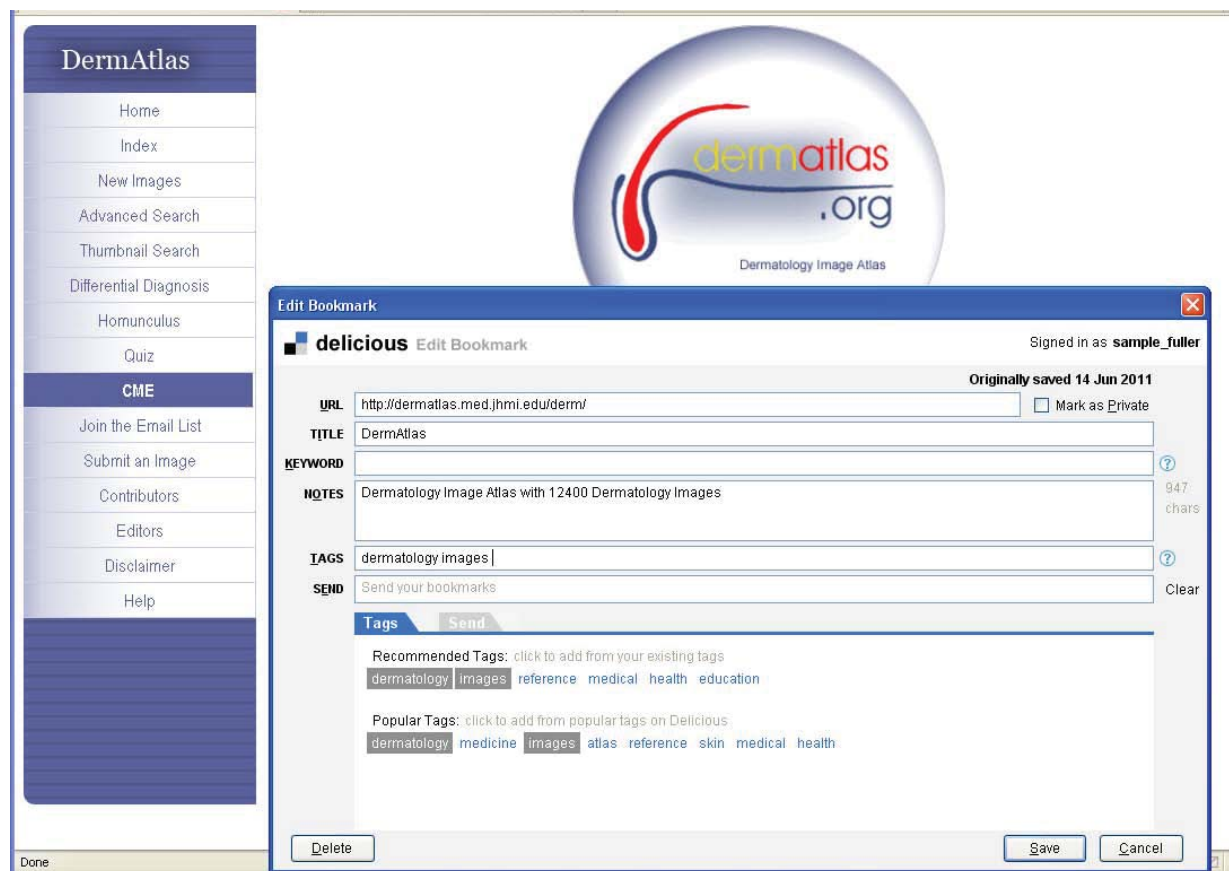 DermAtlas
Home
Index
New Images
Advanced Search
Thumbnail Search
Differential Diagnosis
Homunculus
Quiz
CME
Join the Email List
Submit an Image
Contributors
Editors
Disclaimer
Help
dermatlas
.org
Dermatology Image Atlas
Edit Bookmark
delicious Edit Bookmark
Signed in as sample_fuller
Originally saved 14 Jun 2011
URL http://dermatlas.med.jhmi.edu/derm/ Mark as Private
TITLE DermAtlas
KEYWORD ?
NOTES Dermatology Image Atlas with 12400 Dermatology Images 947
chars
TAGS dermatology images ?
SEND Send your bookmarks Clear
Tags Send
Recommended Tags: click to add from your existing tags
dermatology images reference medical health education
Popular Tags: click to add from popular tags on Delicious
dermatology medicine images atlas reference skin medical health
Delete Save Cancel
Done